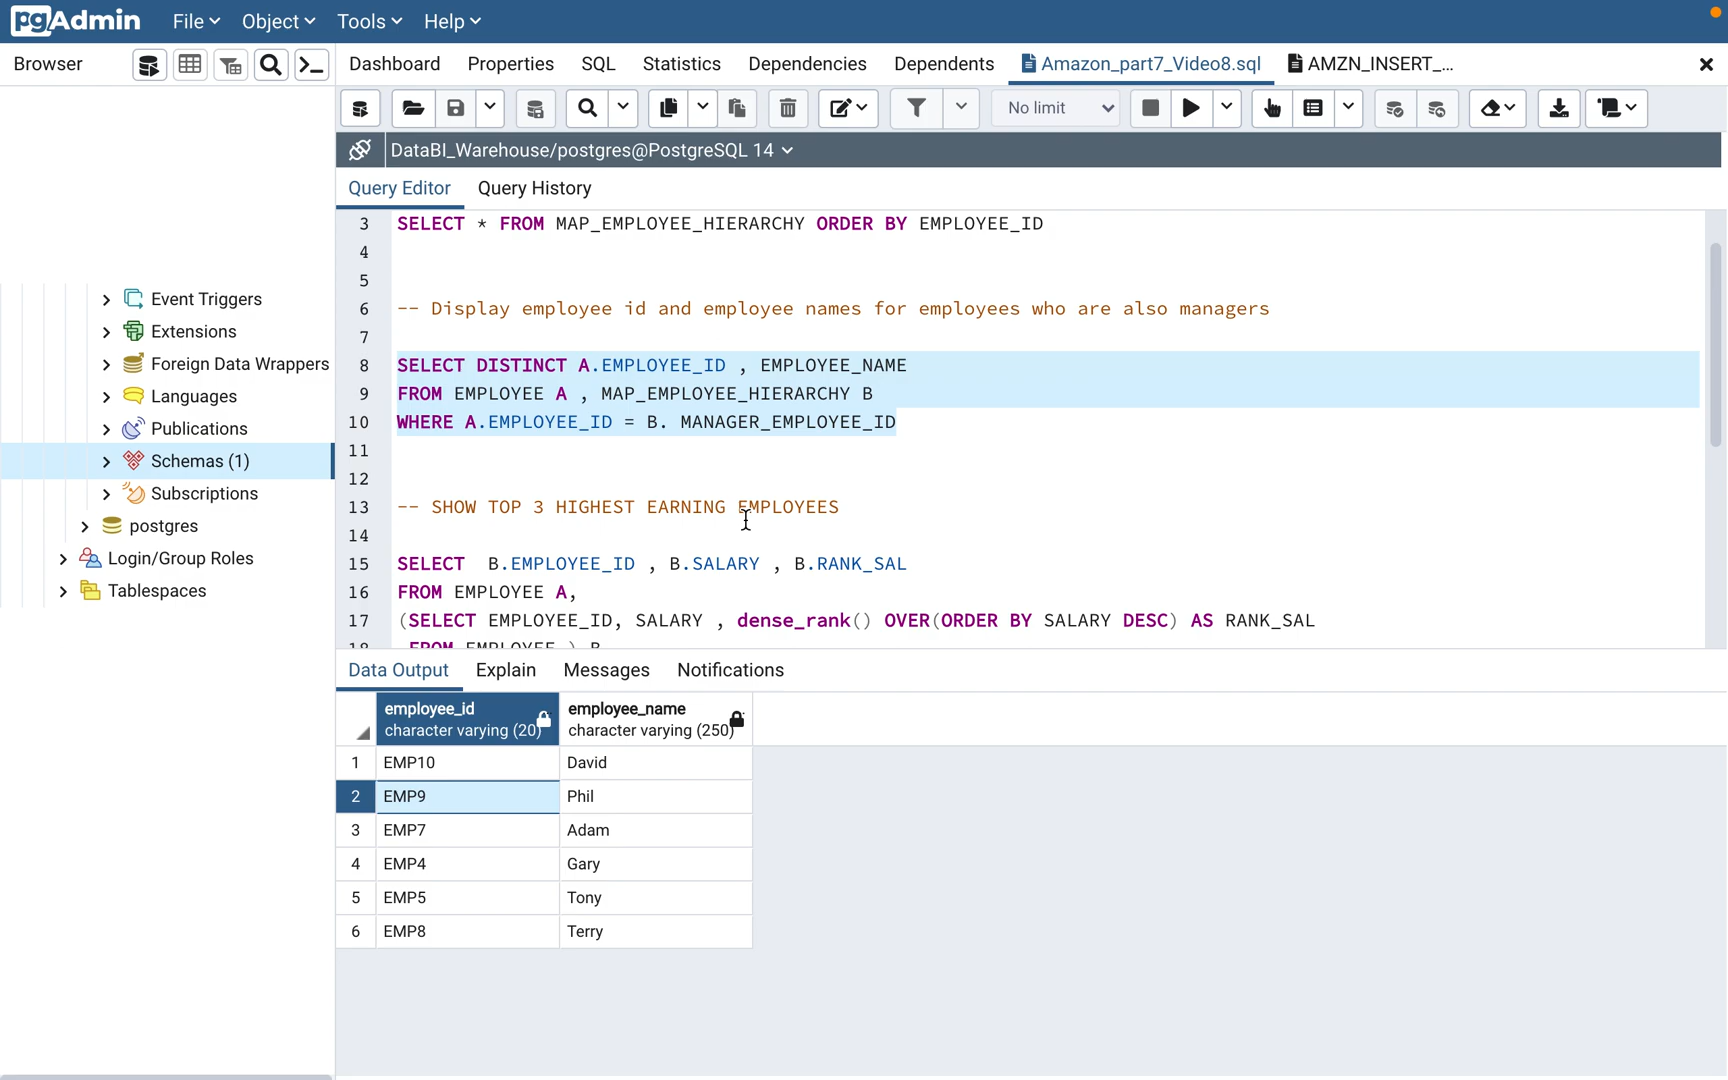 pgAdmin File Object Tools Help
Browser Dashboard Properties SQL Statistics Dependencies Dependents Amazon_part7_Video8.sql AMZN_INSERT_...
No limit
DataBI_Warehouse/postgres@PostgreSQL 14
Query Editor Query History
3 SELECT * FROM MAP_EMPLOYEE_HIERARCHY ORDER BY EMPLOYEE_ID
4
5
6 -- Display employee id and employee names for employees who are also managers
7
8 SELECT DISTINCT A.EMPLOYEE_ID , EMPLOYEE_NAME
9 FROM EMPLOYEE A , MAP_EMPLOYEE_HIERARCHY B
10 WHERE A.EMPLOYEE_ID = B. MANAGER_EMPLOYEE_ID
11
12
13 -- SHOW TOP 3 HIGHEST EARNING EMPLOYEES
14
15 SELECT B.EMPLOYEE_ID , B.SALARY , B.RANK_SAL
16 FROM EMPLOYEE A,
17 (SELECT EMPLOYEE_ID, SALARY , dense_rank() OVER(ORDER BY SALARY DESC) AS RANK_SAL
18 FROM EMPLOYEE ) B
Event Triggers
Extensions
Foreign Data Wrappers
Languages
Publications
Schemas (1)
Subscriptions
postgres
Login/Group Roles
Tablespaces
Data Output Explain Messages Notifications
employee_id employee_name
character varying (20) character varying (250)
1 EMP10 David
2 EMP9 Phil
3 EMP7 Adam
4 EMP4 Gary
5 EMP5 Tony
6 EMP8 Terry